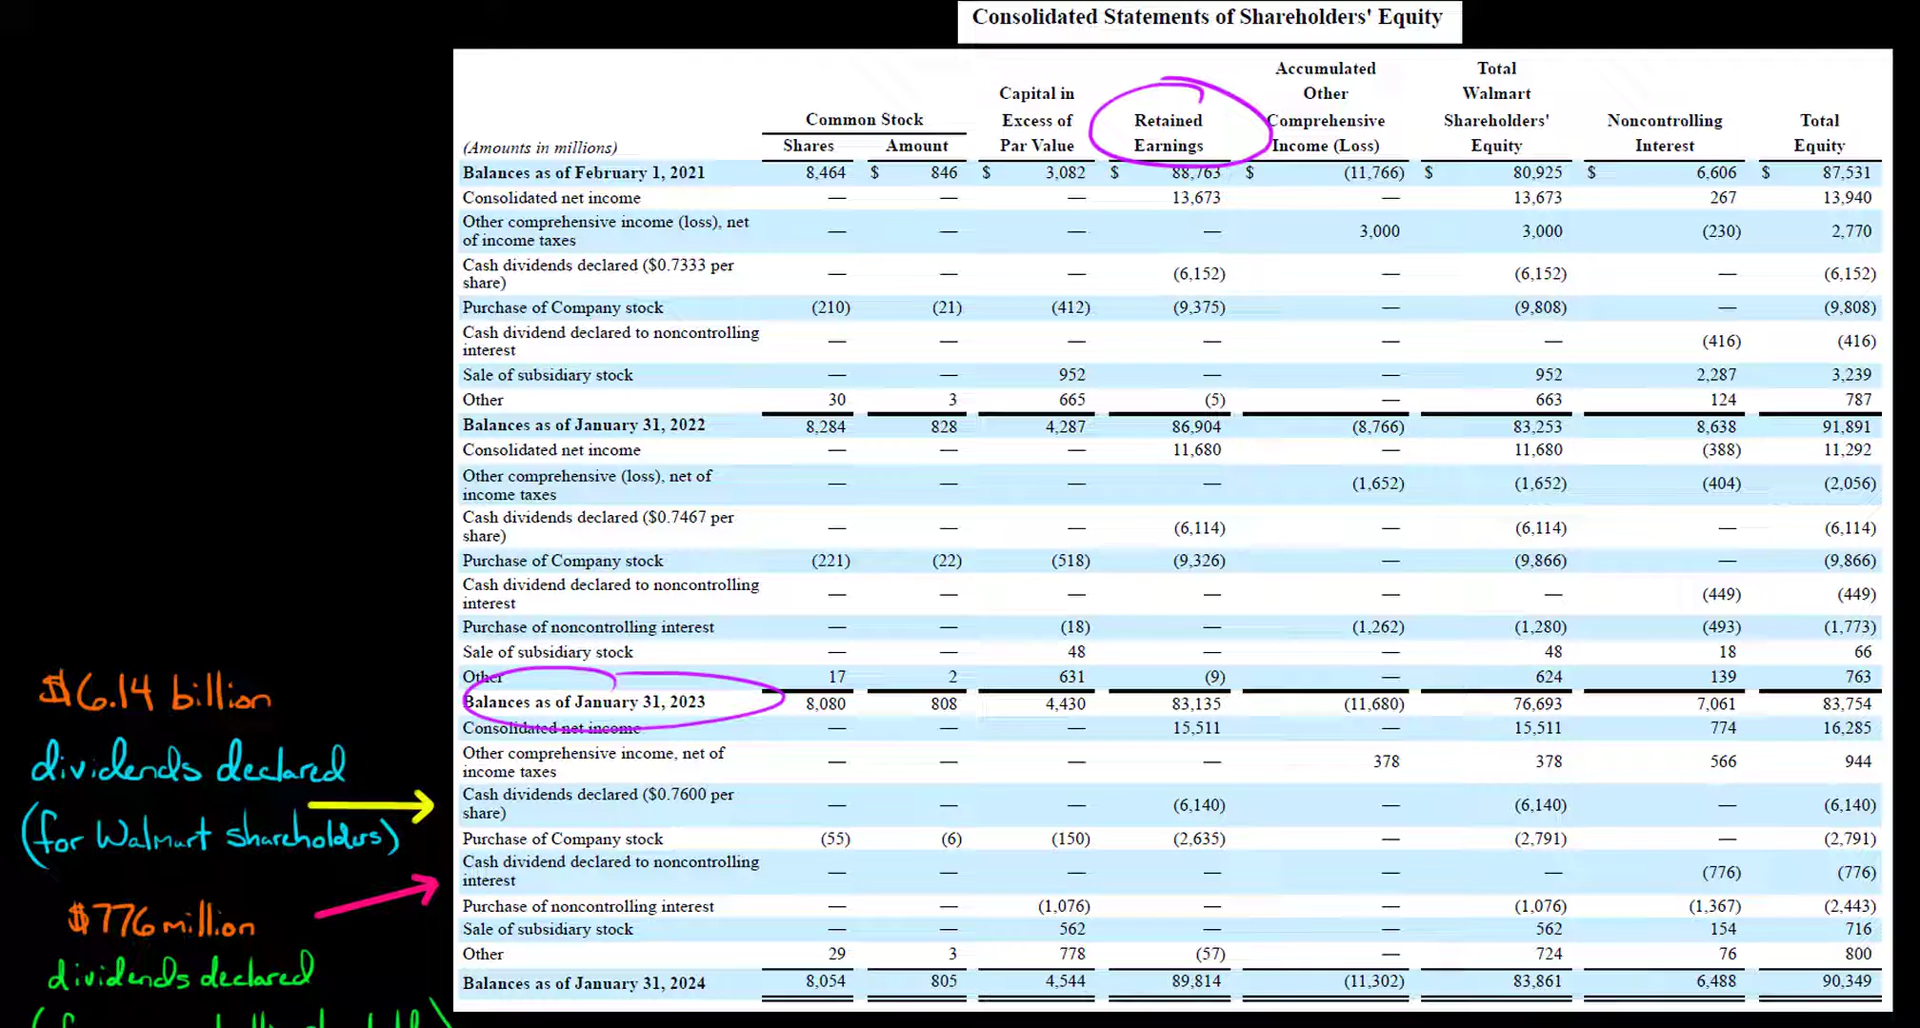 Consolidated Statements of Shareholders' Equity
Accumulated Total
Capital in Other Walmart
Common Stock Excess of Retained Comprehensive Shareholders' Noncontrolling Total
(Amounts in millions) Shares Amount Par Value Earnings Income (Loss) Equity Interest Equity
Balances as of February 1, 2021 8,464 $ 846 $ 3,082 $ 88,763 $ (11,766) $ 80,925 $ 6,606 $ 87,531
Consolidated net income — — — 13,673 — 13,673 267 13,940
Other comprehensive income (loss), net
of income taxes — — — — 3,000 3,000 (230) 2,770
Cash dividends declared ($0.7333 per
share) — — — (6,152) — (6,152) — (6,152)
Purchase of Company stock (210) (21) (412) (9,375) — (9,808) — (9,808)
Cash dividend declared to noncontrolling
interest — — — — — — (416) (416)
Sale of subsidiary stock — — 952 — — 952 2,287 3,239
Other 30 3 665 (5) — 663 124 787
Balances as of January 31, 2022 8,284 828 4,287 86,904 (8,766) 83,253 8,638 91,891
Consolidated net income — — — 11,680 — 11,680 (388) 11,292
Other comprehensive (loss), net of
income taxes — — — — (1,652) (1,652) (404) (2,056)
Cash dividends declared ($0.7467 per
share) — — — (6,114) — (6,114) — (6,114)
Purchase of Company stock (221) (22) (518) (9,326) — (9,866) — (9,866)
Cash dividend declared to noncontrolling
interest — — — — — — (449) (449)
Purchase of noncontrolling interest — — (18) — (1,262) (1,280) (493) (1,773)
Sale of subsidiary stock — — 48 — — 48 18 66
Other 17 2 631 (9) — 624 139 763
Balances as of January 31, 2023 8,080 808 4,430 83,135 (11,680) 76,693 7,061 83,754
Consolidated net income — — — 15,511 — 15,511 774 16,285
Other comprehensive income, net of
income taxes — — — — 378 378 566 944
Cash dividends declared ($0.7600 per
share) — — — (6,140) — (6,140) — (6,140)
Purchase of Company stock (55) (6) (150) (2,635) — (2,791) — (2,791)
Cash dividend declared to noncontrolling
interest — — — — — — (776) (776)
Purchase of noncontrolling interest — — (1,076) — — (1,076) (1,367) (2,443)
Sale of subsidiary stock — — 562 — — 562 154 716
Other 29 3 778 (57) — 724 76 800
Balances as of January 31, 2024 8,054 805 4,544 89,814 (11,302) 83,861 6,488 90,349
$6.14 billion
dividends declared
(for Walmart shareholders)
$776 million
dividends declared